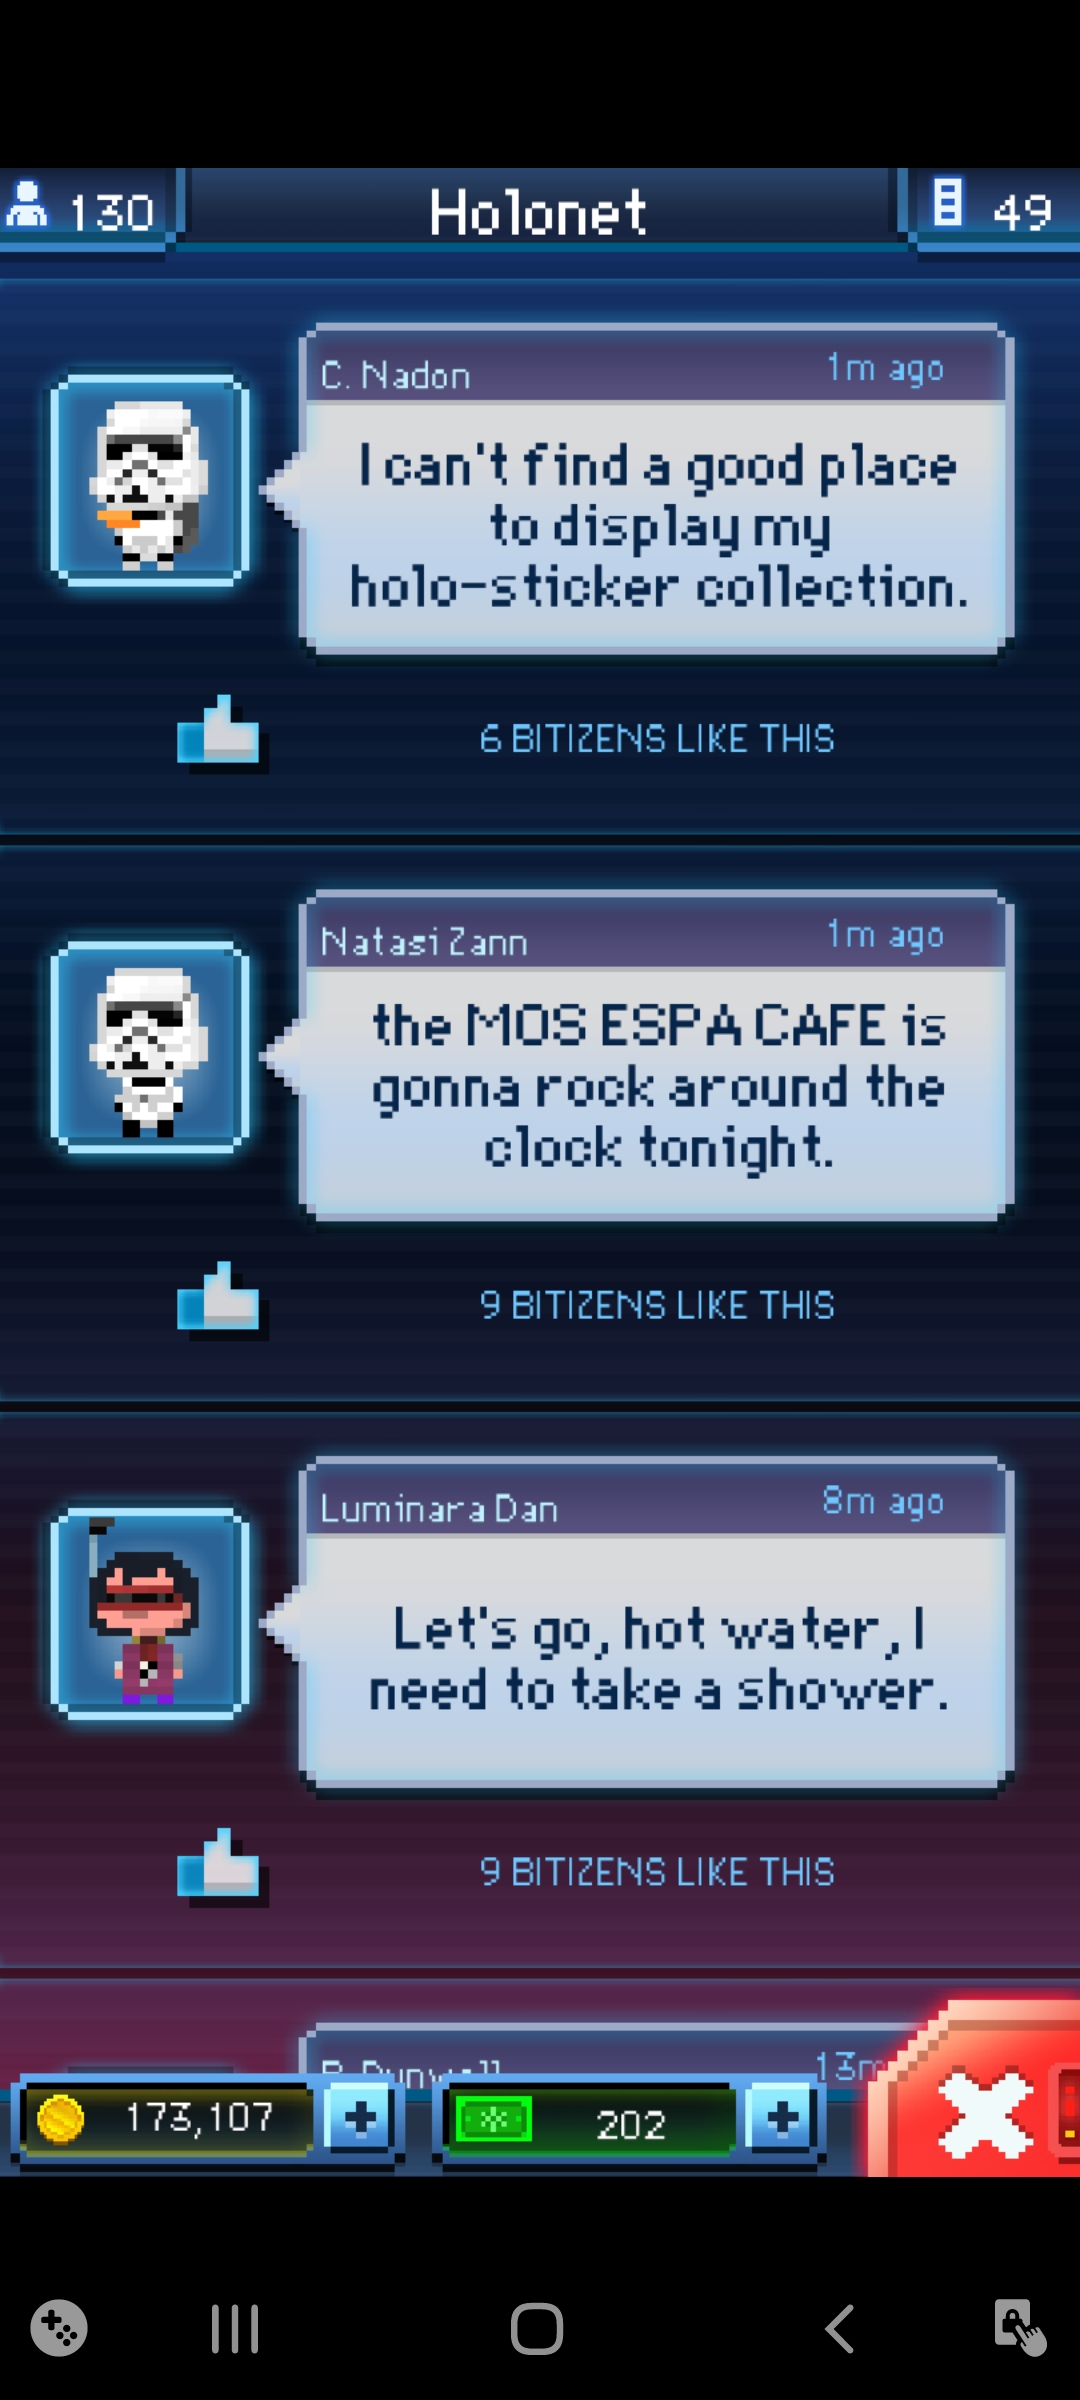 130
Holonet
49
C. Nadon
1m ago
I can't find a good place
to display my
holo-sticker collection.
6 BITIZENS LIKE THIS
Natasi Zann
1m ago
the MOS ESPA CAFE is
gonna rock around the
clock tonight.
9 BITIZENS LIKE THIS
Luminara Dan
8m ago
Let's go, hot water, I
need to take a shower.
9 BITIZENS LIKE THIS
13m
173,107
202